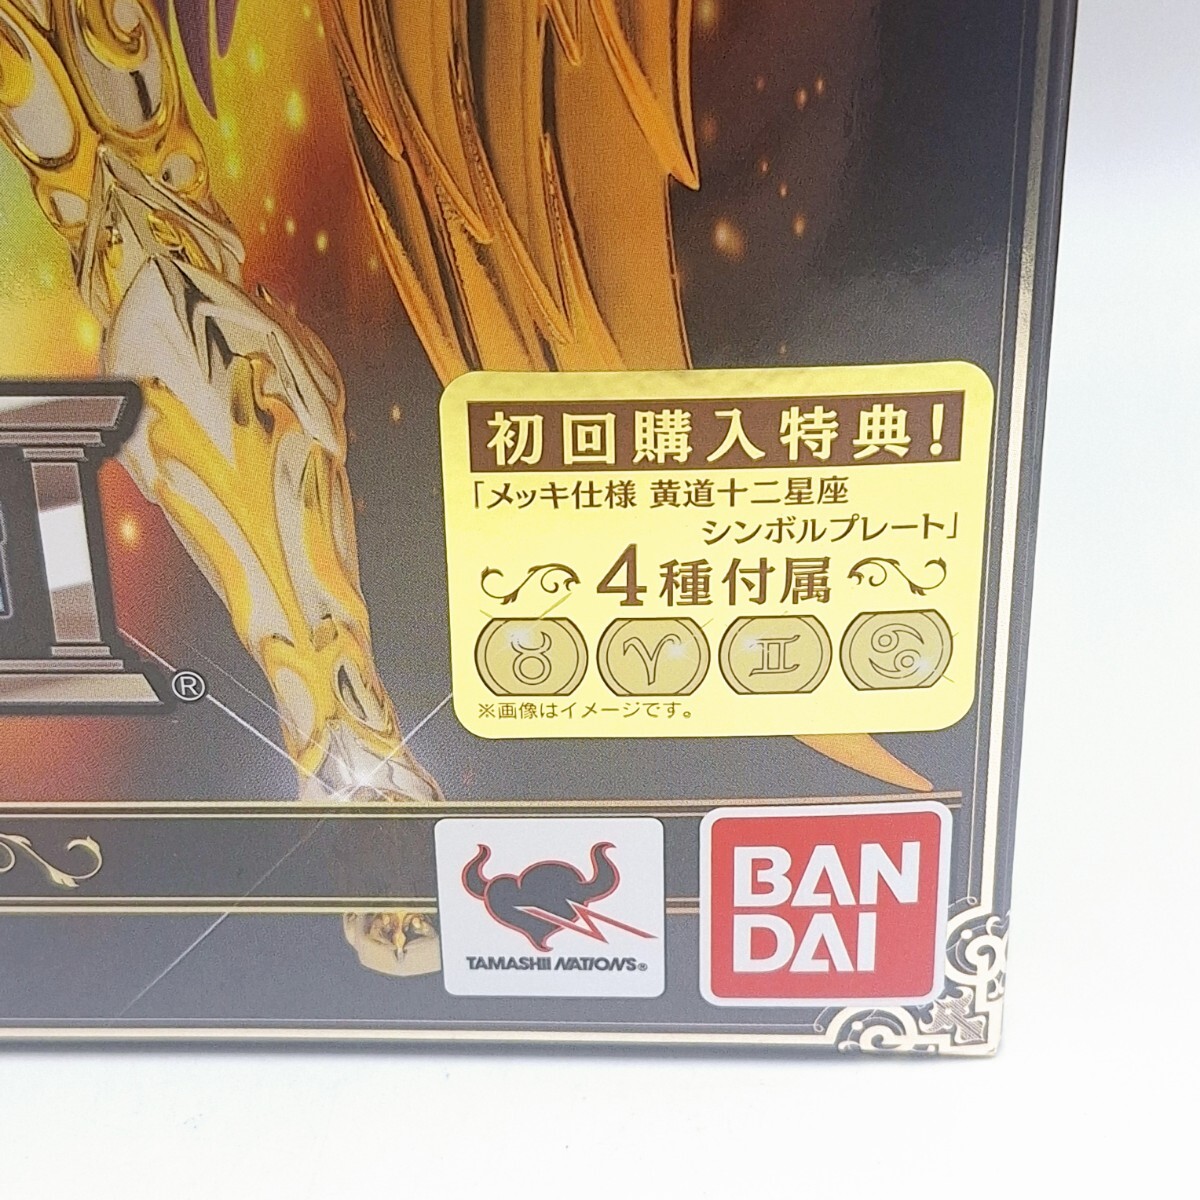 初回購入特典！
「メッキ仕様 黄道十二星座
シンボルプレート」
4種付属
※画像はイメージです。
®
TAMASHII NATIONS®
BAN
DAI